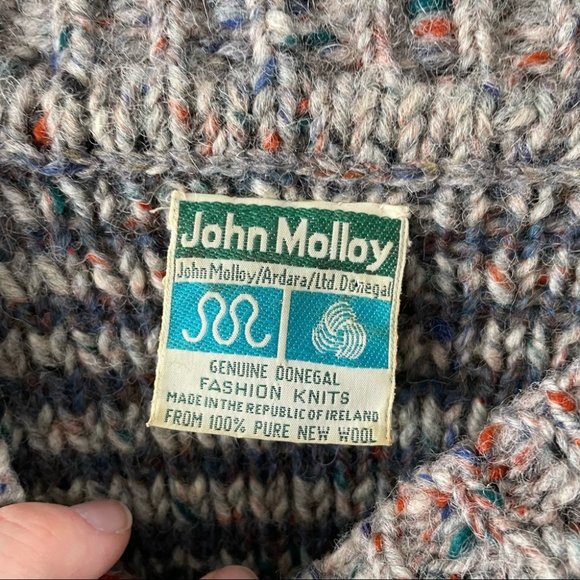 John Molloy
John Molloy/Ardara/Ltd. Donegal
GENUINE DONEGAL
FASHION KNITS
MADE IN THE REPUBLIC OF IRELAND
FROM 100% PURE NEW WOOL